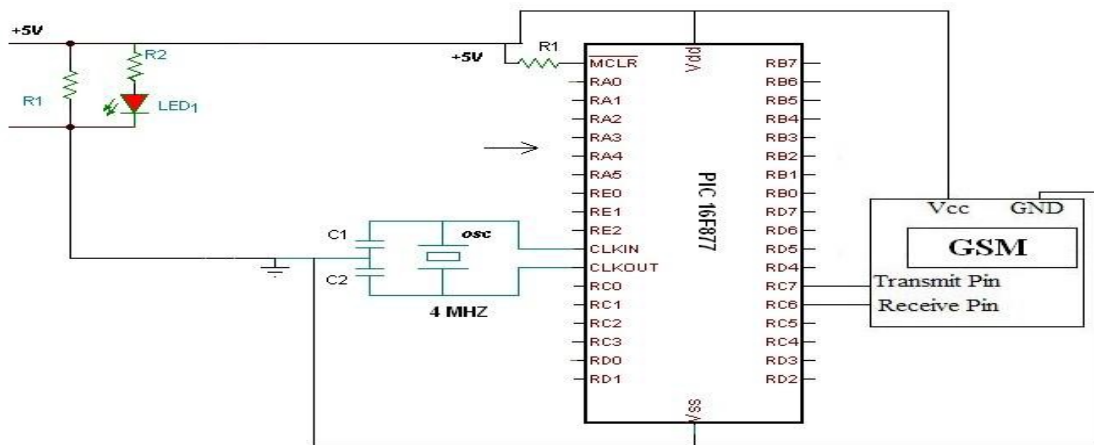 +5V
R2
R1
LED1
+5V
R1
MCLR
RA0
RA1
RA2
RA3
RA4
RA5
RE0
RE1
RE2
CLKIN
CLKOUT
RC0
RC1
RC2
RC3
RD0
RD1
Vdd
PIC 16F877
Vss
RB7
RB6
RB5
RB4
RB3
RB2
RB1
RB0
RD7
RD6
RD5
RD4
RC7
RC6
RC5
RC4
RD3
RD2
C1
osc
C2
4 MHZ
Vcc GND
GSM
Transmit Pin
Receive Pin